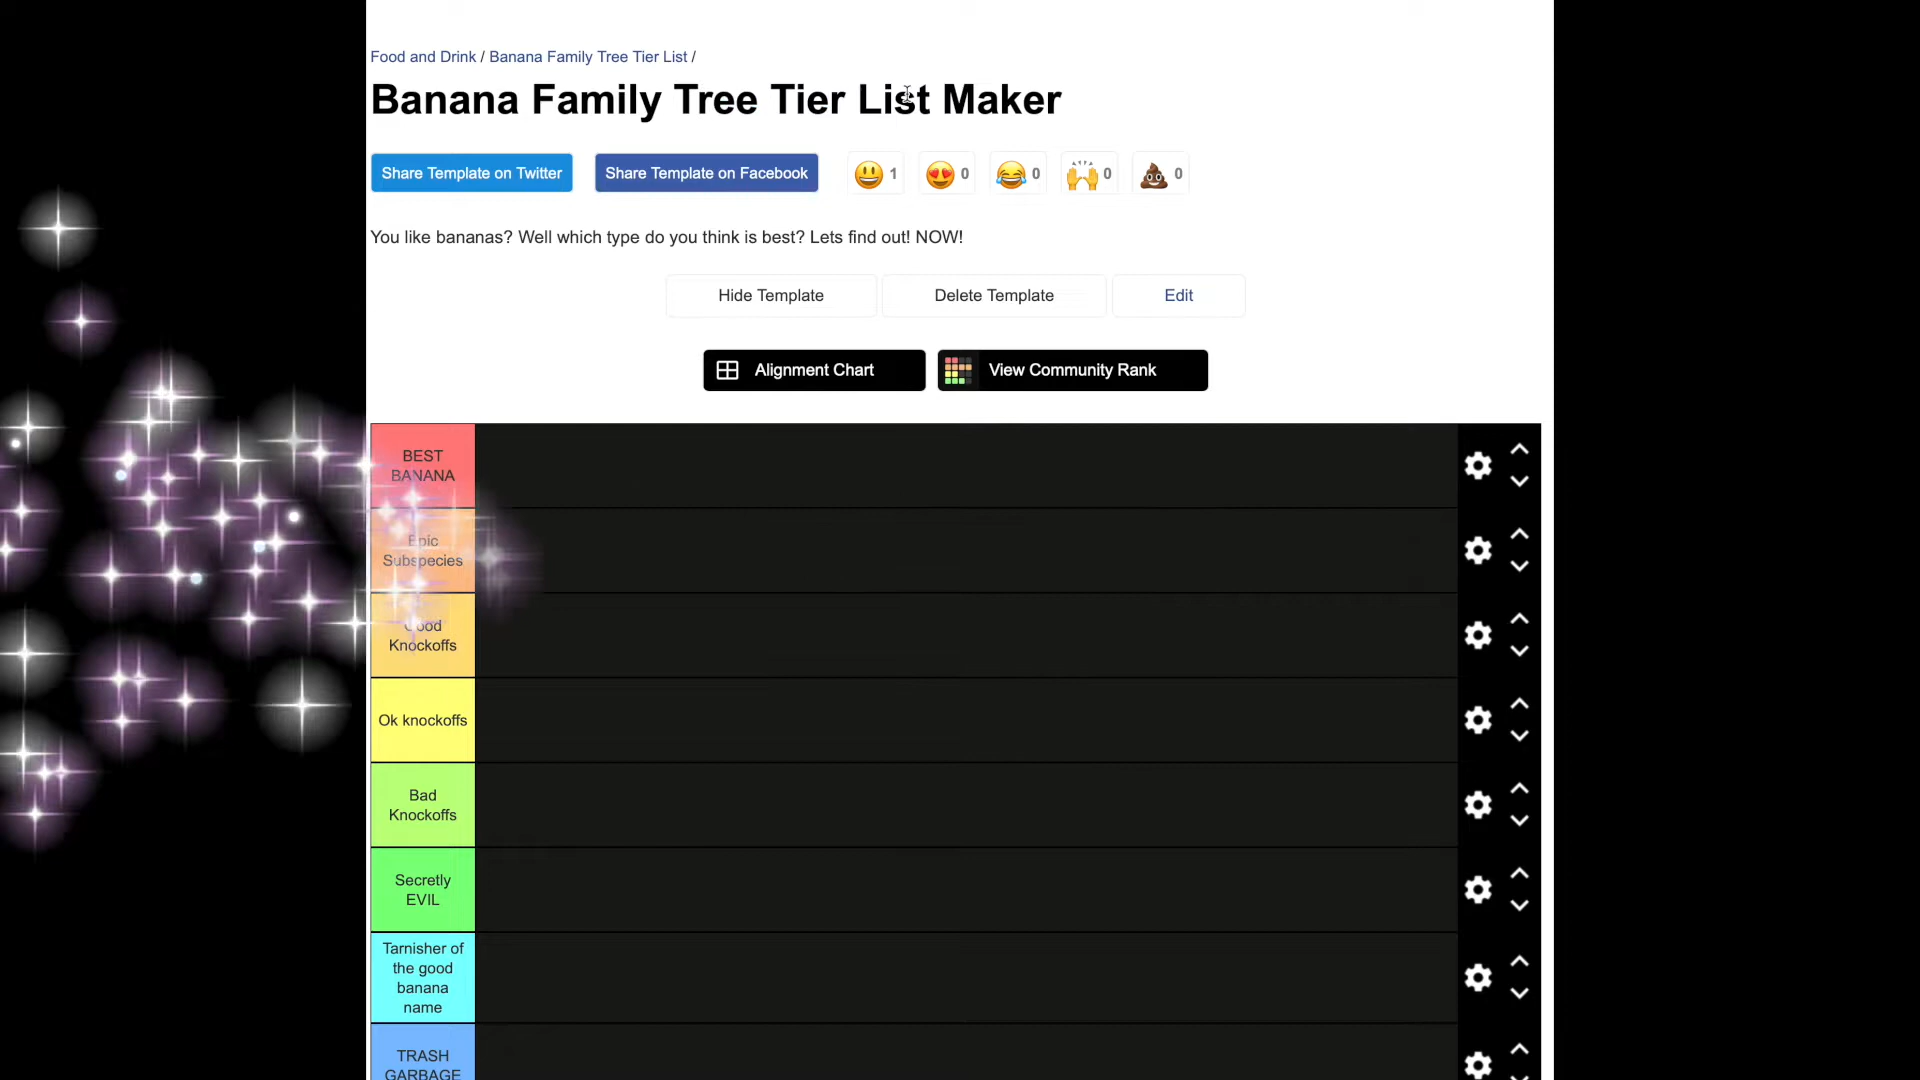 Food and Drink / Banana Family Tree Tier List /
Banana Family Tree Tier List Maker
Share Template on Twitter
Share Template on Facebook
1
0
0
0
0
You like bananas? Well which type do you think is best? Lets find out! NOW!
Hide Template
Delete Template
Edit
Alignment Chart
View Community Rank
BEST
BANANA
Epic
Subspecies
Good
Knockoffs
Ok knockoffs
Bad
Knockoffs
Secretly
EVIL
Tarnisher of
the good
banana
name
TRASH
GARBAGE